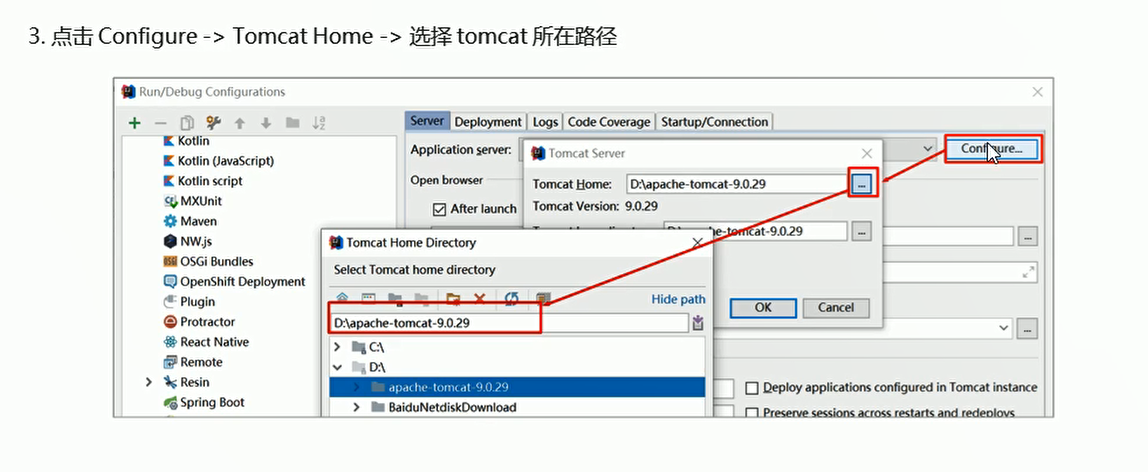 3. 点击 Configure -> Tomcat Home -> 选择 tomcat 所在路径
Run/Debug Configurations
Kotlin
Kotlin (JavaScript)
Kotlin script
MXUnit
Maven
NW.js
OSGi Bundles
OpenShift Deployment
Plugin
Protractor
React Native
Remote
Resin
Spring Boot
Server Deployment Logs Code Coverage Startup/Connection
Application server:
Configure...
Open browser
After launch
Tomcat Server
Tomcat Home: D:\apache-tomcat-9.0.29 ...
Tomcat Version: 9.0.29
...
OK Cancel
Tomcat Home Directory
Select Tomcat home directory
Hide path
D:\apache-tomcat-9.0.29
C:\
D:\
apache-tomcat-9.0.29
BaiduNetdiskDownload
...
...
Deploy applications configured in Tomcat instance
Preserve sessions across restarts and redeploys